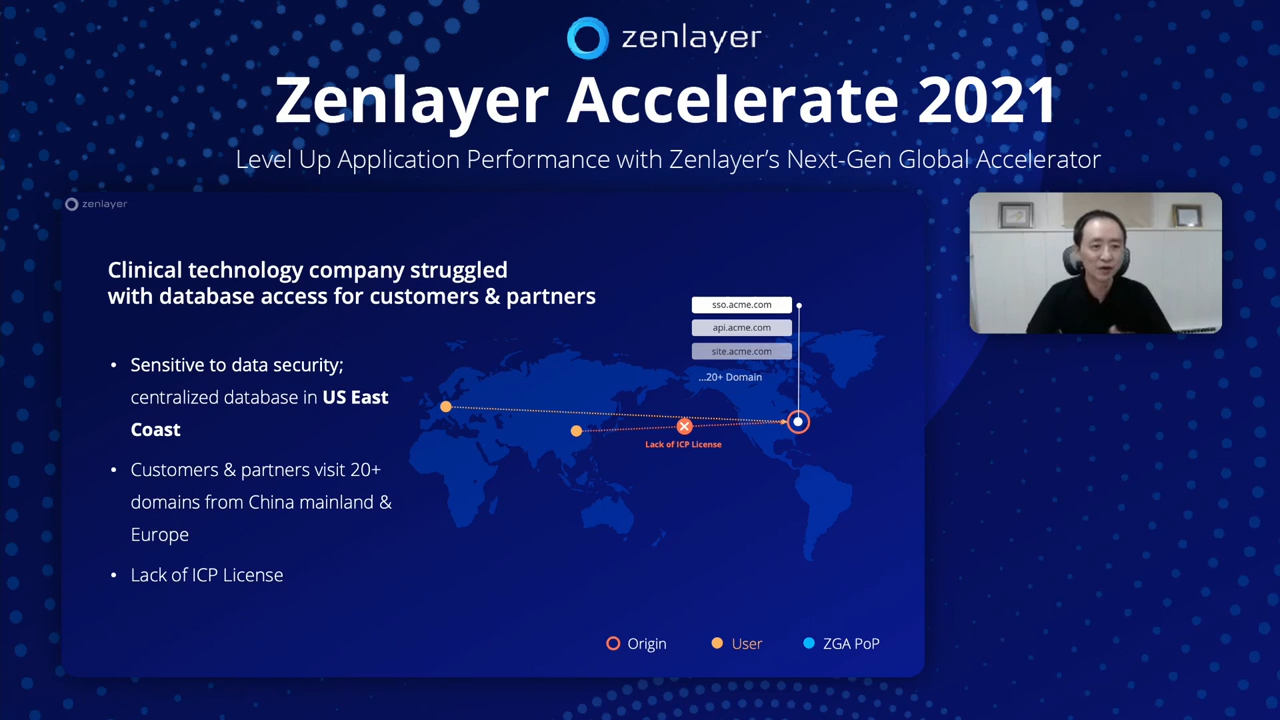 zenlayer
Zenlayer Accelerate 2021
Level Up Application Performance with Zenlayer’s Next-Gen Global Accelerator
zenlayer
Clinical technology company struggled
with database access for customers & partners
• Sensitive to data security;
centralized database in US East
Coast
• Customers & partners visit 20+
domains from China mainland &
Europe
• Lack of ICP License
sso.acme.com
api.acme.com
site.acme.com
...20+ Domain
Lack of ICP License
Origin
User
ZGA PoP